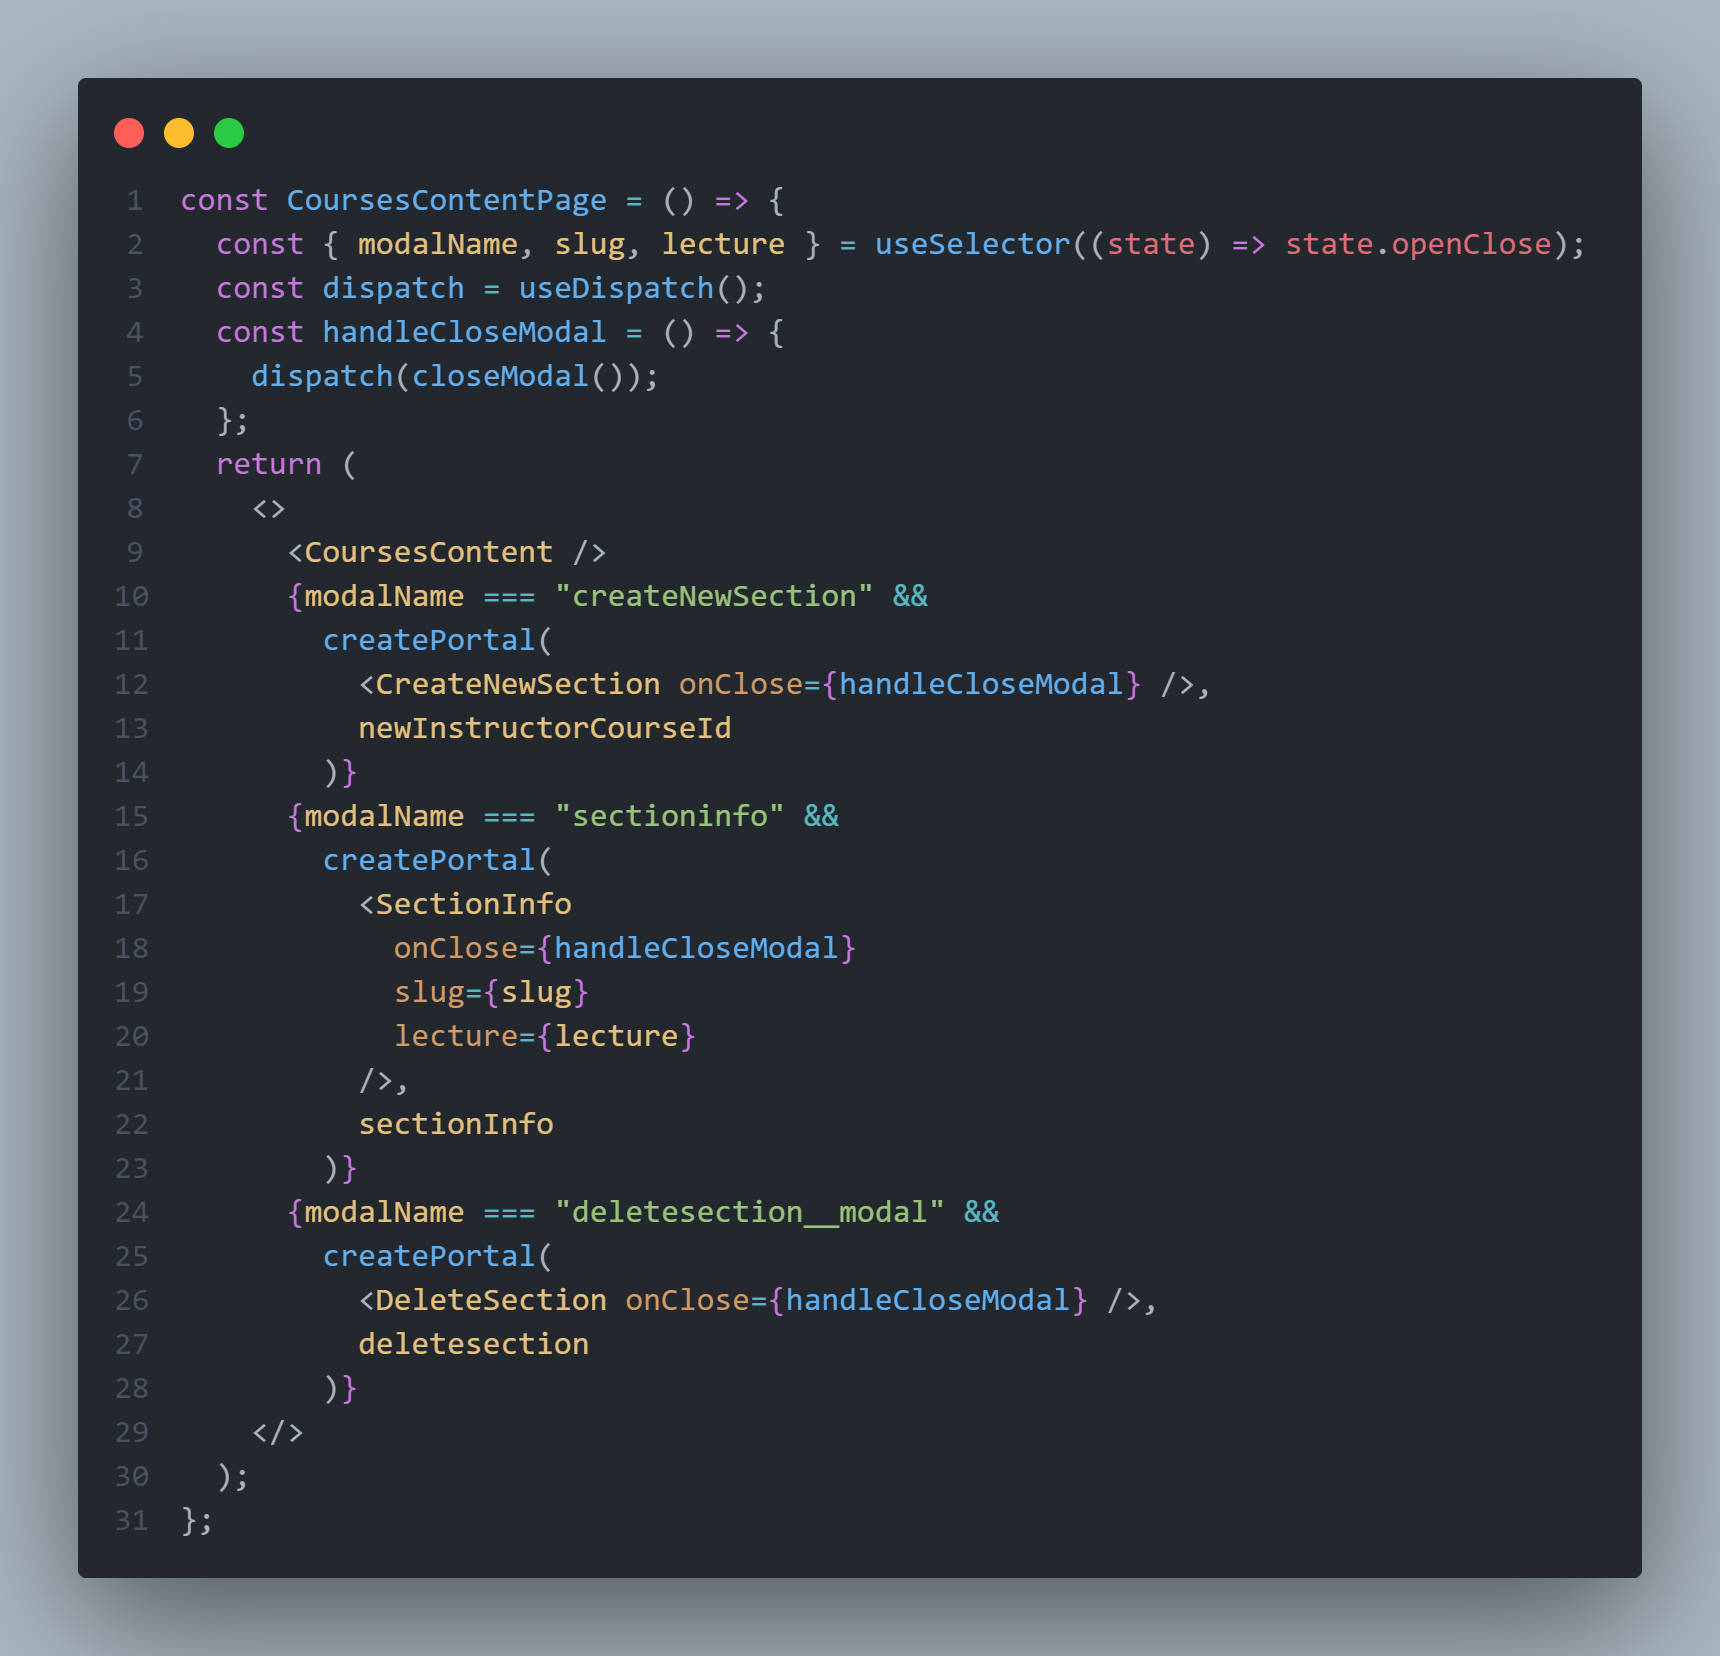 1 const CoursesContentPage = () => {
2   const { modalName, slug, lecture } = useSelector((state) => state.openClose);
3   const dispatch = useDispatch();
4   const handleCloseModal = () => {
5     dispatch(closeModal());
6   };
7   return (
8     <>
9       <CoursesContent />
10       {modalName === "createNewSection" &&
11         createPortal(
12           <CreateNewSection onClose={handleCloseModal} />,
13           newInstructorCourseId
14         )}
15       {modalName === "sectioninfo" &&
16         createPortal(
17           <SectionInfo
18             onClose={handleCloseModal}
19             slug={slug}
20             lecture={lecture}
21           />,
22           sectionInfo
23         )}
24       {modalName === "deletesection__modal" &&
25         createPortal(
26           <DeleteSection onClose={handleCloseModal} />,
27           deletesection
28         )}
29     </>
30   );
31 };